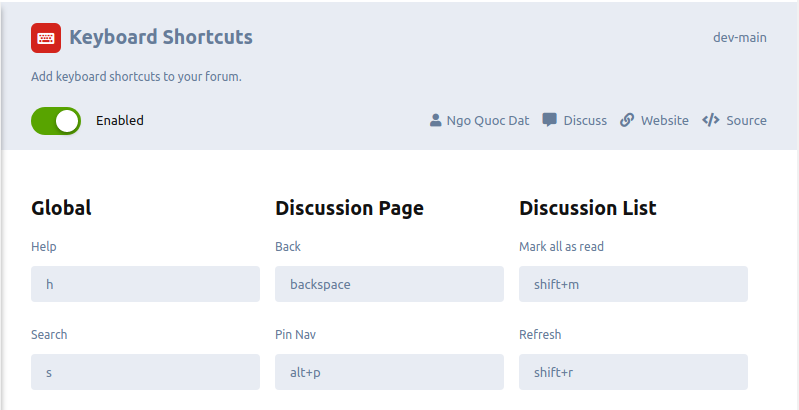 Keyboard Shortcuts
dev-main
Add keyboard shortcuts to your forum.
Enabled
Ngo Quoc Dat
Discuss
Website
Source
Global
Discussion Page
Discussion List
Help
Back
Mark all as read
h
backspace
shift+m
Search
Pin Nav
Refresh
s
alt+p
shift+r